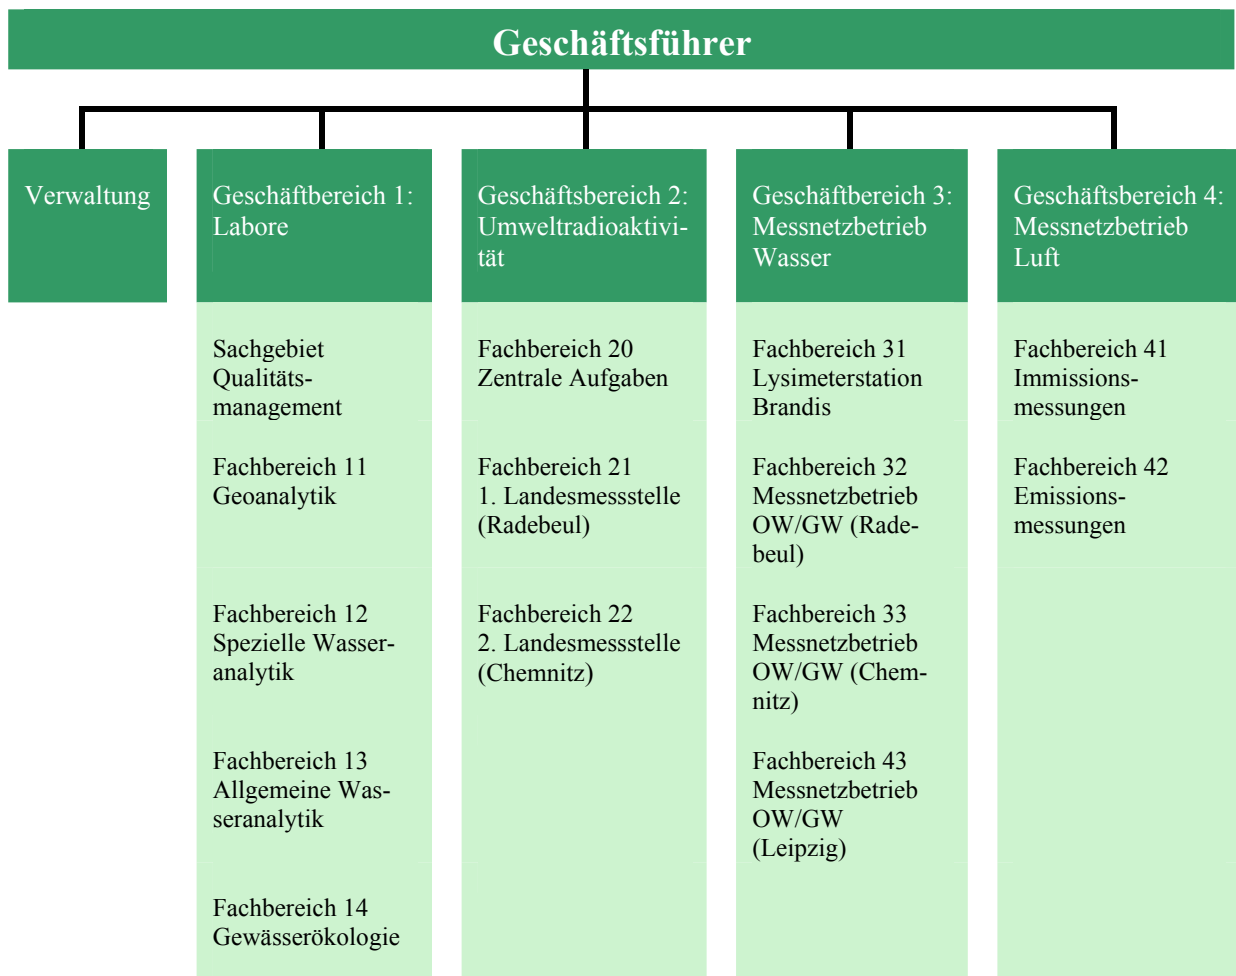 Geschäftsführer
Verwaltung
Geschäftbereich 1:
Labore
Sachgebiet
Qualitäts-
management
Fachbereich 11
Geoanalytik
Fachbereich 12
Spezielle Wasser-
analytik
Fachbereich 13
Allgemeine Was-
seranalytik
Fachbereich 14
Gewässerökologie
Geschäftsbereich 2:
Umweltradioaktivi-
tät
Fachbereich 20
Zentrale Aufgaben
Fachbereich 21
1. Landesmessstelle
(Radebeul)
Fachbereich 22
2. Landesmessstelle
(Chemnitz)
Geschäftbereich 3:
Messnetzbetrieb
Wasser
Fachbereich 31
Lysimeterstation
Brandis
Fachbereich 32
Messnetzbetrieb
OW/GW (Rade-
beul)
Fachbereich 33
Messnetzbetrieb
OW/GW (Chem-
nitz)
Fachbereich 43
Messnetzbetrieb
OW/GW
(Leipzig)
Geschäftsbereich 4:
Messnetzbetrieb
Luft
Fachbereich 41
Immissions-
messungen
Fachbereich 42
Emissions-
messungen